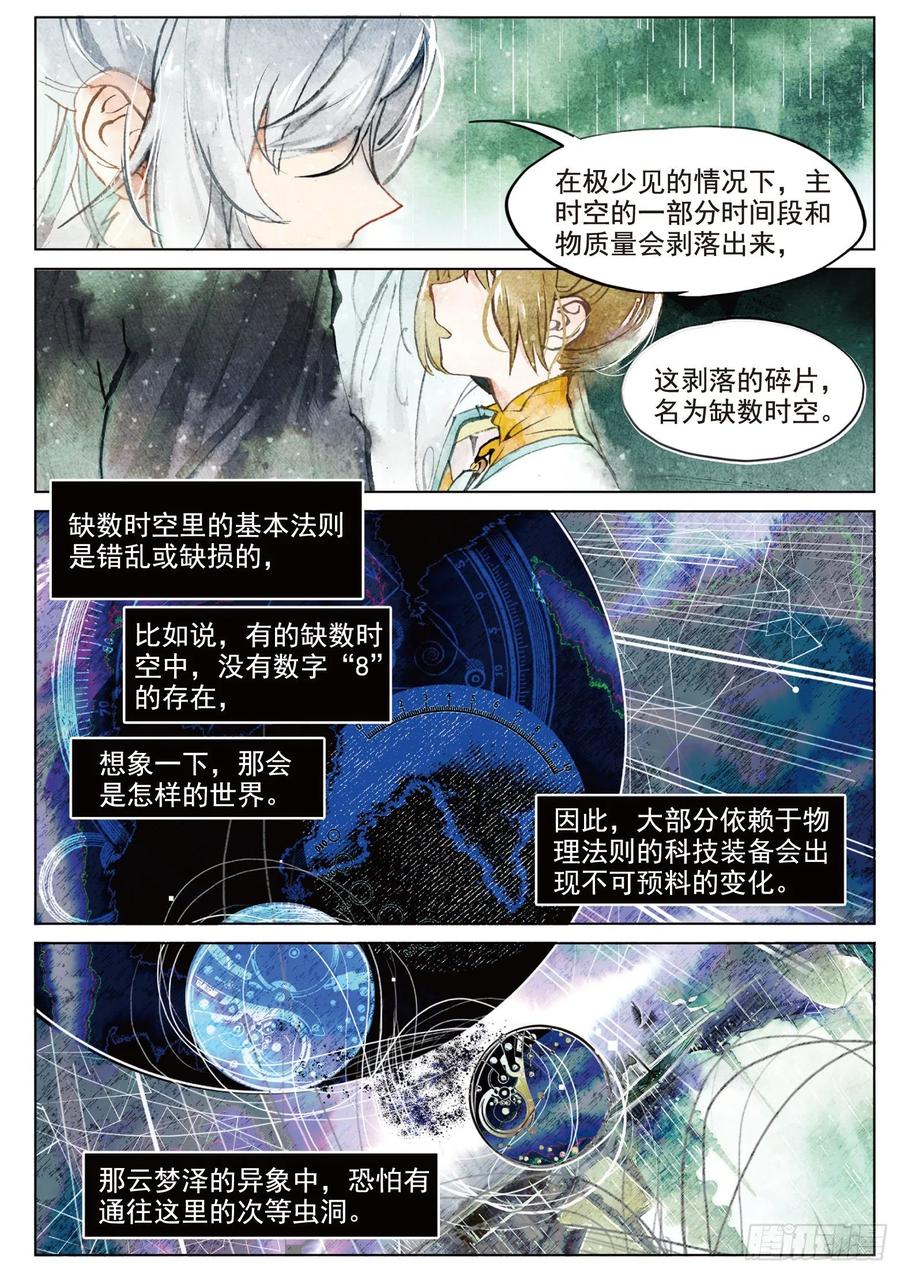 在极少见的情况下，主
时空的一部分时间段和
物质量会剥落出来，
这剥落的碎片，
名为缺数时空。
缺数时空里的基本法则
是错乱或缺损的，
比如说，有的缺数时
空中，没有数字“8”
的存在，
想象一下，那会
是怎样的世界。
因此，大部分依赖于物
理法则的科技装备会出
现不可预料的变化。
那云梦泽的异象中，恐怕有
通往这里的次等虫洞。
腾讯动漫